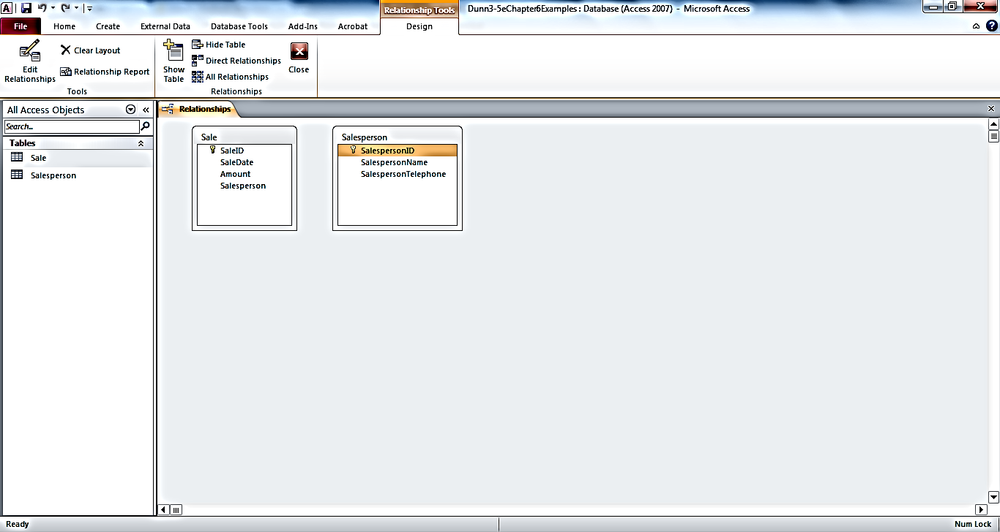 Relationship Tools
Dunn3-5eChapter6Examples : Database (Access 2007) - Microsoft Access
File Home Create External Data Database Tools Add-Ins Acrobat Design
Edit Relationships
Clear Layout
Relationship Report
Tools
Show Table
Hide Table
Direct Relationships
All Relationships
Close
Relationships
All Access Objects
Search...
Tables
Sale
Salesperson
Relationships
Sale
SaleID
SaleDate
Amount
Salesperson
Salesperson
SalespersonID
SalespersonName
SalespersonTelephone
Ready
Num Lock